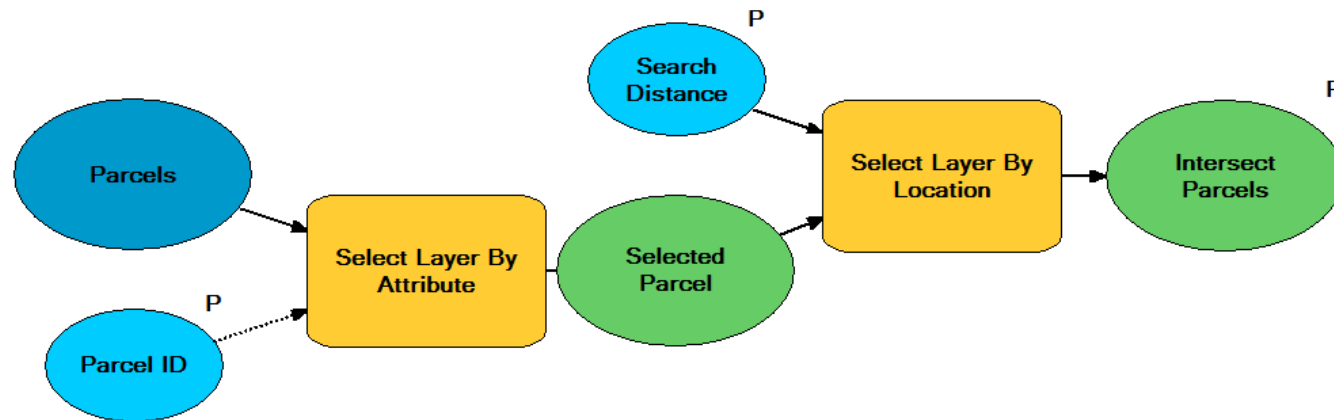 P
Search
Distance
P
Parcels
Select Layer By
Location
Intersect
Parcels
Select Layer By
Attribute
Selected
Parcel
P
Parcel ID